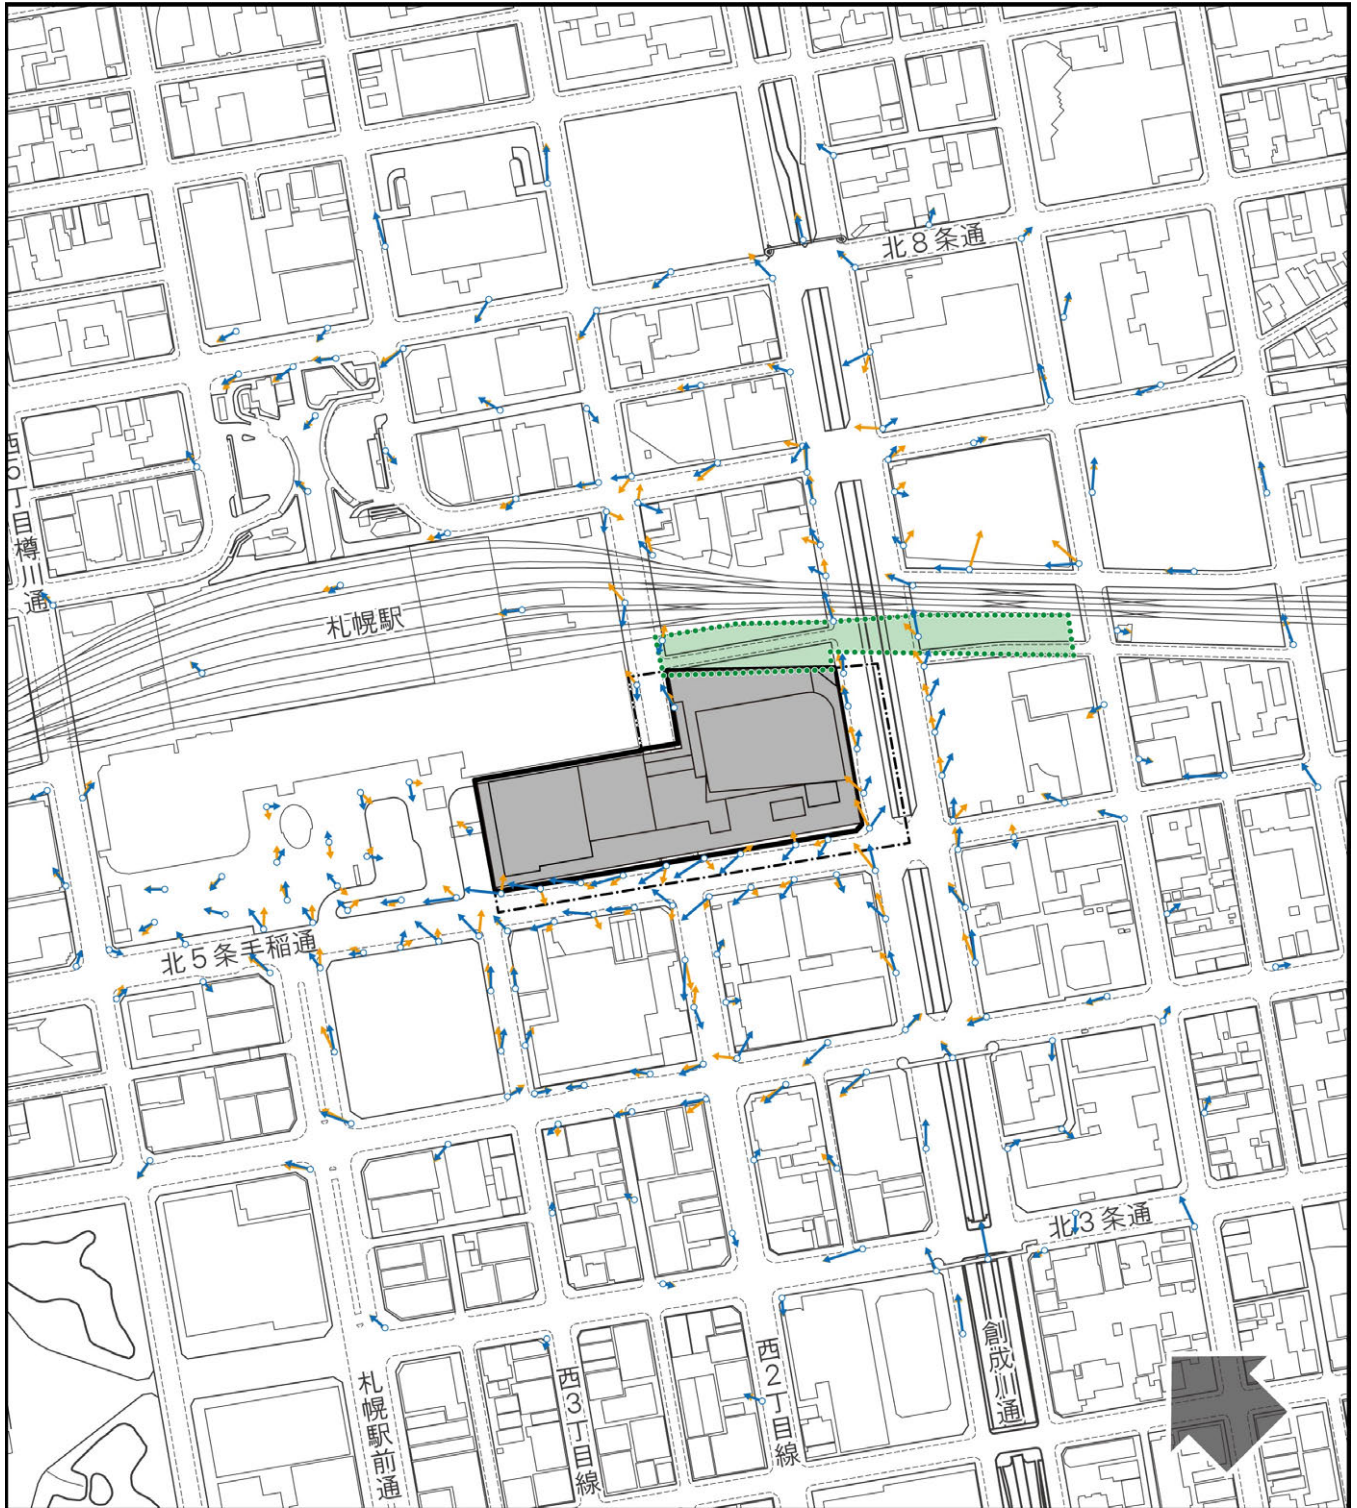 北8条通
西5丁目樽川通
札幌駅
北5条手稲通
北3条通
創成川通
西2丁目線
西3丁目線
札幌駅前通